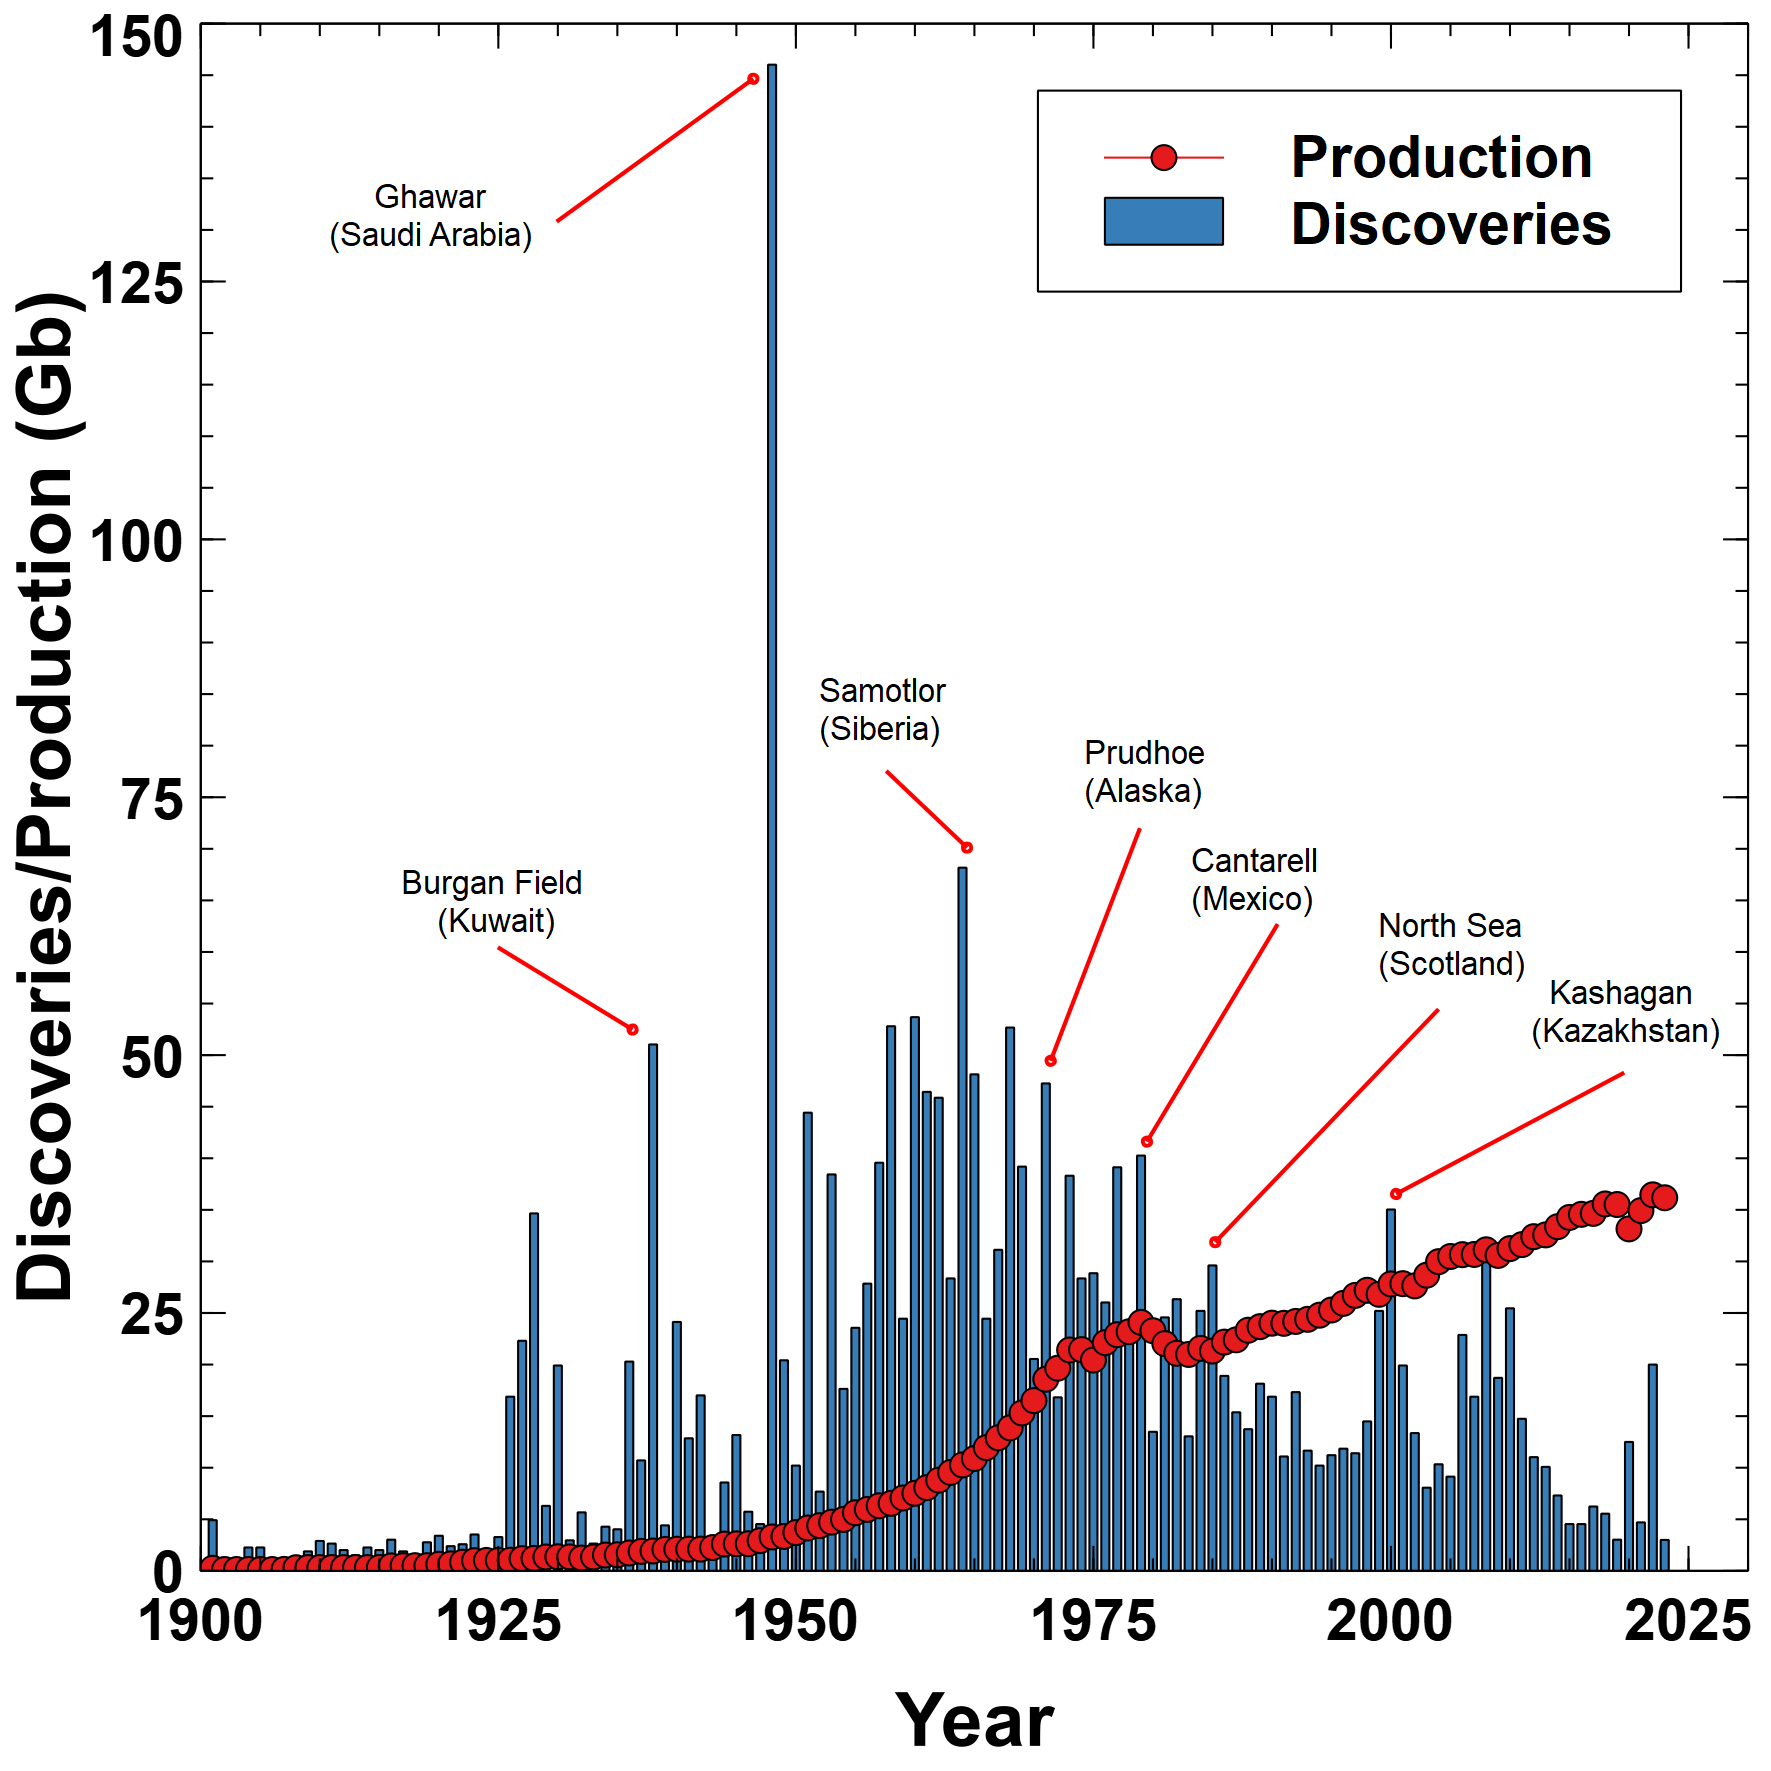 150
125
100
75
50
25
0
Discoveries/Production (Gb)
Production
Discoveries
Ghawar
(Saudi Arabia)
Samotlor
(Siberia)
Prudhoe
(Alaska)
Cantarell
(Mexico)
Burgan Field
(Kuwait)
North Sea
(Scotland)
Kashagan
(Kazakhstan)
1900 1925 1950 1975 2000 2025
Year